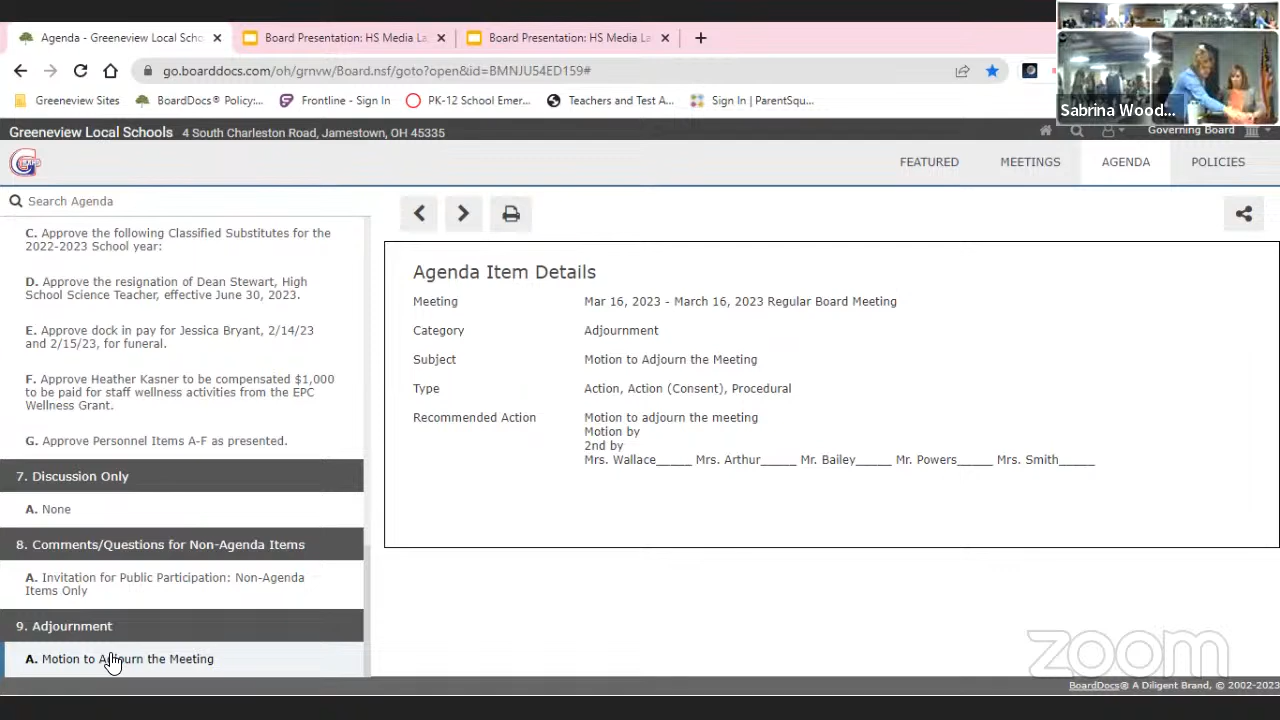 Agenda - Greeneview Local Scho
Board Presentation: HS Media La
Board Presentation: HS Media La
go.boarddocs.com/oh/grnvw/Board.nsf/goto?open&id=BMNJU54ED159#
Greeneview Sites
BoardDocs® Policy:...
Frontline - Sign In
PK-12 School Emer...
Teachers and Test A...
Sign In | ParentSqu...
Sabrina Wood...
Greeneview Local Schools 4 South Charleston Road, Jamestown, OH 45335
Governing Board
FEATURED
MEETINGS
AGENDA
POLICIES
Search Agenda
C. Approve the following Classified Substitutes for the
2022-2023 School year:
D. Approve the resignation of Dean Stewart, High
School Science Teacher, effective June 30, 2023.
E. Approve dock in pay for Jessica Bryant, 2/14/23
and 2/15/23, for funeral.
F. Approve Heather Kasner to be compensated $1,000
to be paid for staff wellness activities from the EPC
Wellness Grant.
G. Approve Personnel Items A-F as presented.
7. Discussion Only
A. None
8. Comments/Questions for Non-Agenda Items
A. Invitation for Public Participation: Non-Agenda
Items Only
9. Adjournment
A. Motion to Adjourn the Meeting
Agenda Item Details
Meeting Mar 16, 2023 - March 16, 2023 Regular Board Meeting
Category Adjournment
Subject Motion to Adjourn the Meeting
Type Action, Action (Consent), Procedural
Recommended Action Motion to adjourn the meeting
Motion by
2nd by
Mrs. Wallace_____ Mrs. Arthur_____ Mr. Bailey_____ Mr. Powers_____ Mrs. Smith_____
zoom
BoardDocs® A Diligent Brand, © 2002-2023